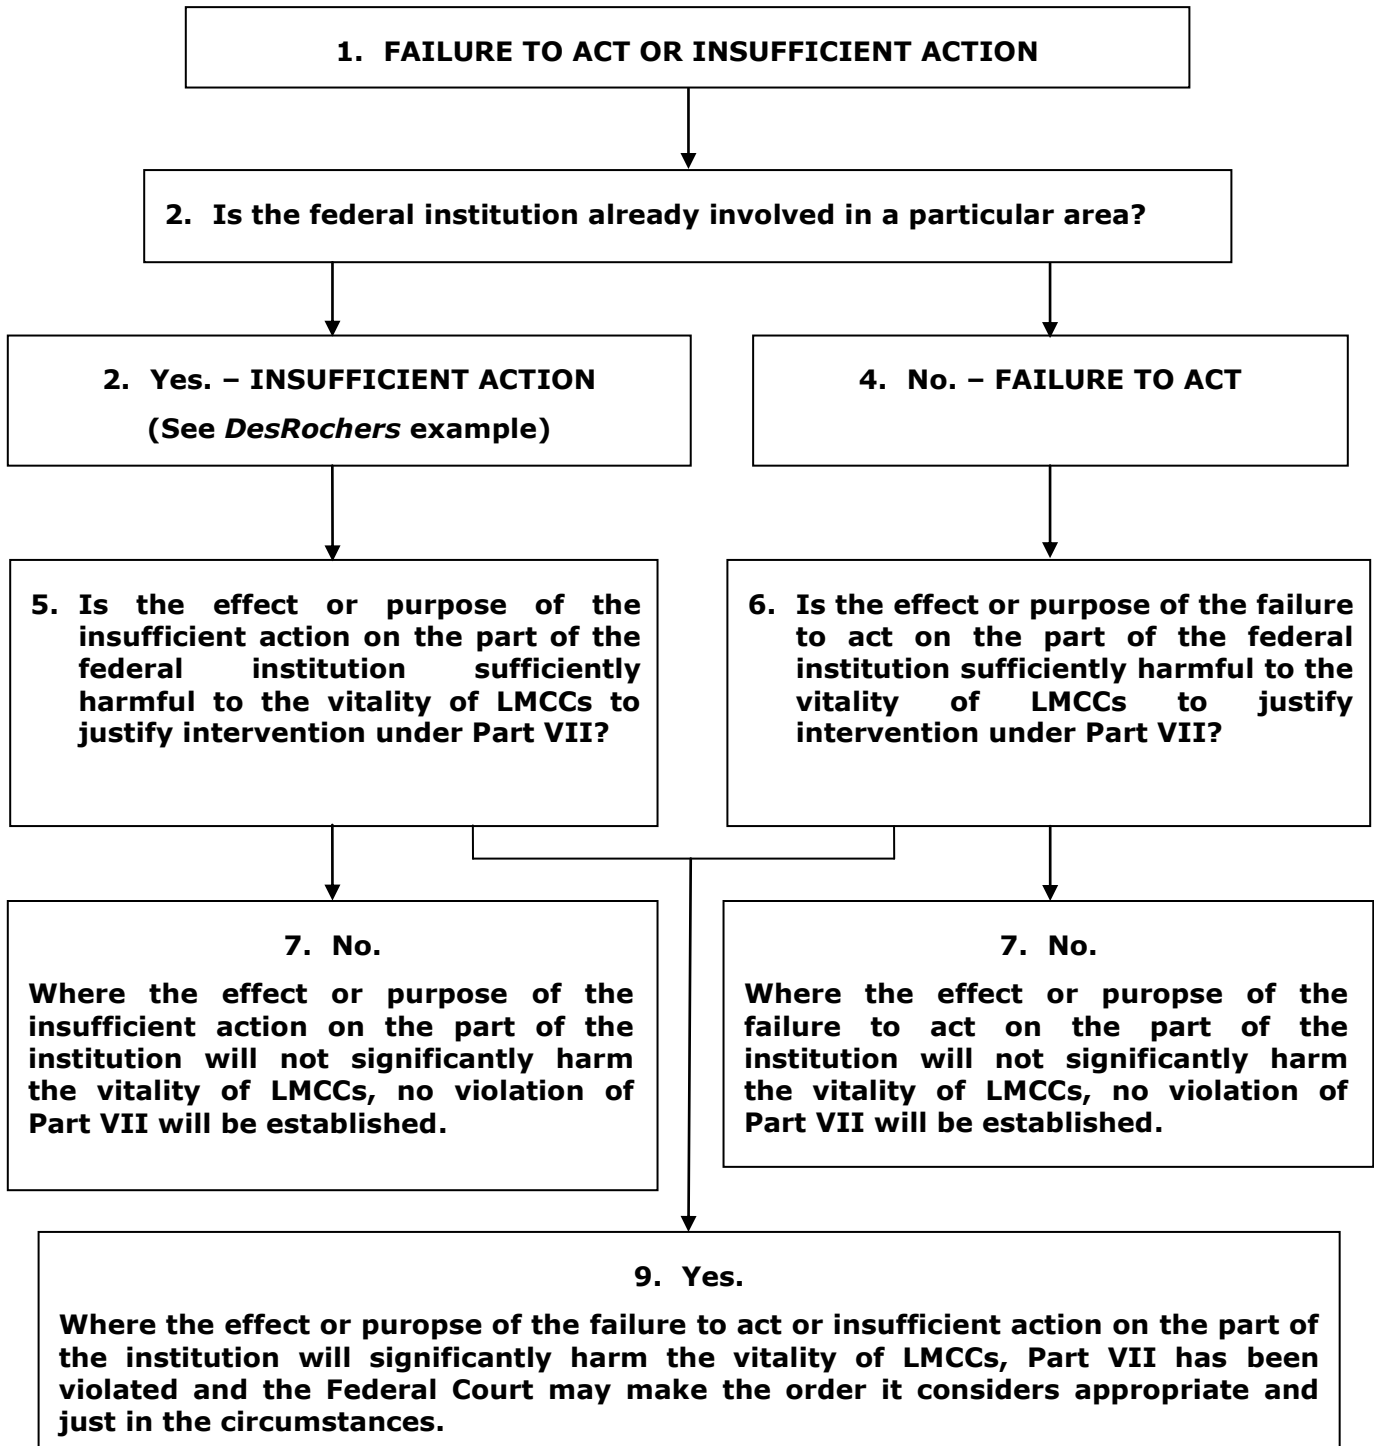 1. FAILURE TO ACT OR INSUFFICIENT ACTION
2. Is the federal institution already involved in a particular area?
2. Yes. – INSUFFICIENT ACTION
(See DesRochers example)
4. No. – FAILURE TO ACT
5. Is the effect or purpose of the
insufficient action on the part of the
federal institution sufficiently
harmful to the vitality of LMCCs to
justify intervention under Part VII?
6. Is the effect or purpose of the failure
to act on the part of the federal
institution sufficiently harmful to the
vitality of LMCCs to justify
intervention under Part VII?
7. No.
Where the effect or purpose of the
insufficient action on the part of the
institution will not significantly harm
the vitality of LMCCs, no violation of
Part VII will be established.
7. No.
Where the effect or puropse of the
failure to act on the part of the
institution will not significantly harm
the vitality of LMCCs, no violation of
Part VII will be established.
9. Yes.
Where the effect or puropse of the failure to act or insufficient action on the part of
the institution will significantly harm the vitality of LMCCs, Part VII has been
violated and the Federal Court may make the order it considers appropriate and
just in the circumstances.